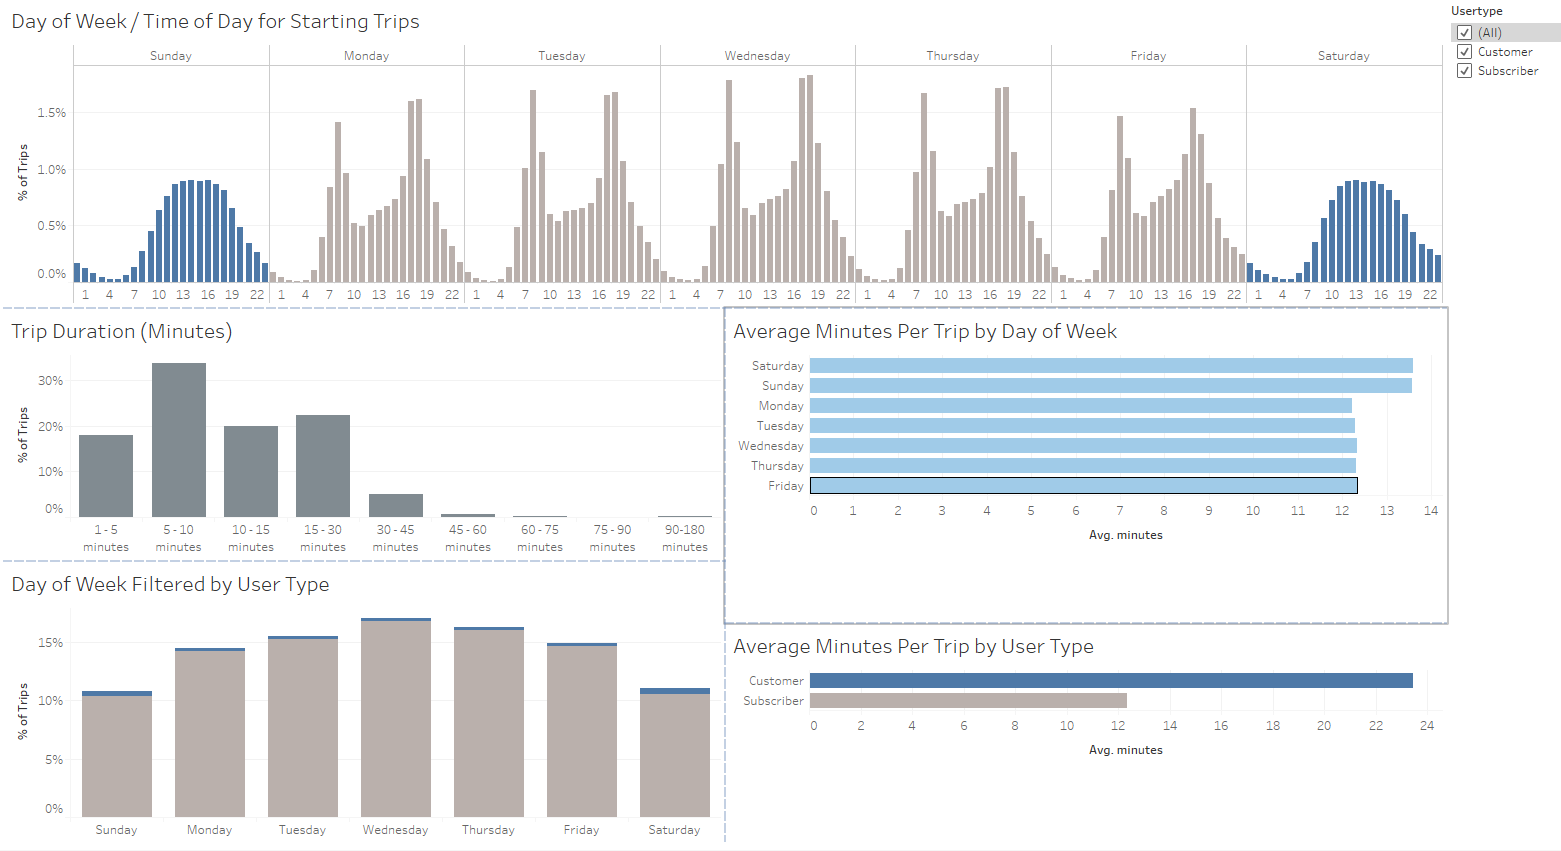 Day of Week / Time of Day for Starting Trips
Usertype
(All)
Customer
Subscriber
Sunday Monday Tuesday Wednesday Thursday Friday Saturday
% of Trips
1.5%
1.0%
0.5%
0.0%
1 4 7 10 13 16 19 22 1 4 7 10 13 16 19 22 1 4 7 10 13 16 19 22 1 4 7 10 13 16 19 22 1 4 7 10 13 16 19 22 1 4 7 10 13 16 19 22 1 4 7 10 13 16 19 22
Trip Duration (Minutes)
% of Trips
30%
20%
10%
0%
1 - 5 5 - 10 10 - 15 15 - 30 30 - 45 45 - 60 60 - 75 75 - 90 90-180
minutes minutes minutes minutes minutes minutes minutes minutes minutes
Average Minutes Per Trip by Day of Week
Saturday
Sunday
Monday
Tuesday
Wednesday
Thursday
Friday
0 1 2 3 4 5 6 7 8 9 10 11 12 13 14
Avg. minutes
Day of Week Filtered by User Type
% of Trips
15%
10%
5%
0%
Sunday Monday Tuesday Wednesday Thursday Friday Saturday
Average Minutes Per Trip by User Type
Customer
Subscriber
0 2 4 6 8 10 12 14 16 18 20 22 24
Avg. minutes